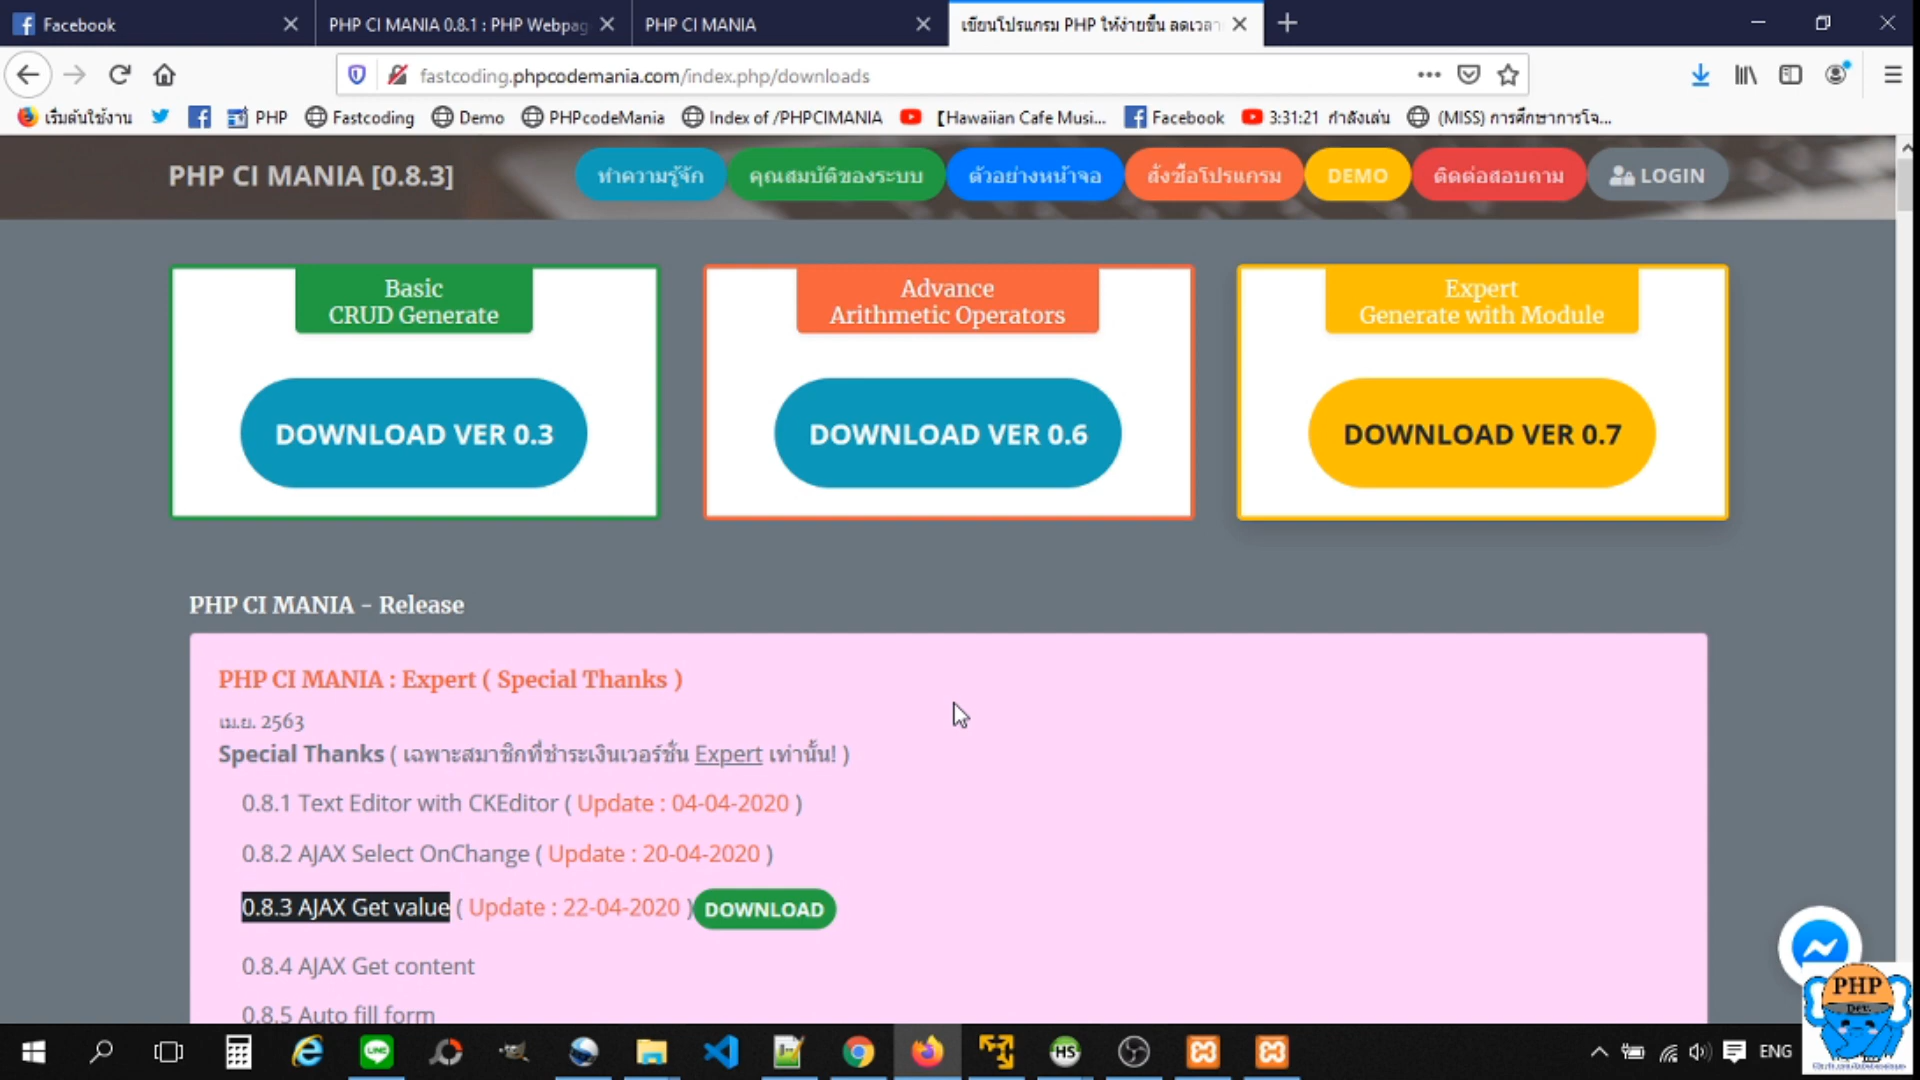 Facebook
PHP CI MANIA 0.8.1 : PHP Webpag
PHP CI MANIA
เขียนโปรแกรม PHP ให้ง่ายขึ้น ลดเวลา
fastcoding.phpcodemania.com/index.php/downloads
เริ่มต้นใช้งาน
PHP
Fastcoding
Demo
PHPcodeMania
Index of /PHPCIMANIA
【Hawaiian Cafe Musi...
Facebook
3:31:21 กำลังเล่น
(MISS) การศึกษาการโจ...
PHP CI MANIA [0.8.3]
ทำความรู้จัก
คุณสมบัติของระบบ
ตัวอย่างหน้าจอ
สั่งซื้อโปรแกรม
DEMO
ติดต่อสอบถาม
LOGIN
Basic
CRUD Generate
DOWNLOAD VER 0.3
Advance
Arithmetic Operators
DOWNLOAD VER 0.6
Expert
Generate with Module
DOWNLOAD VER 0.7
PHP CI MANIA - Release
PHP CI MANIA : Expert ( Special Thanks )
เม.ย. 2563
Special Thanks ( เฉพาะสมาชิกที่ชำระเงินเวอร์ชั่น Expert เท่านั้น! )
0.8.1 Text Editor with CKEditor ( Update : 04-04-2020 )
0.8.2 AJAX Select OnChange ( Update : 20-04-2020 )
0.8.3 AJAX Get value ( Update : 22-04-2020 ) DOWNLOAD
0.8.4 AJAX Get content
0.8.5 Auto fill form
PHP
Dev.
LINE
HS
ENG